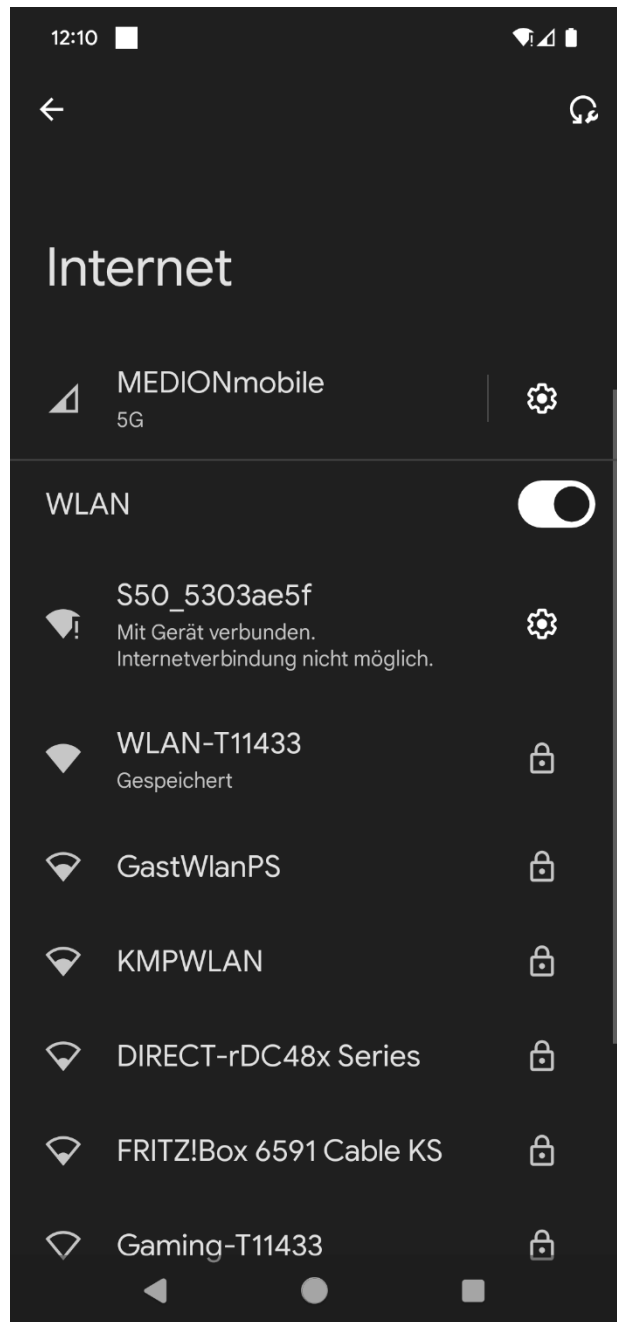 12:10
Internet
MEDIONmobile
5G
WLAN
S50_5303ae5f
Mit Gerät verbunden.
Internetverbindung nicht möglich.
WLAN-T11433
Gespeichert
GastWlanPS
KMPWLAN
DIRECT-rDC48x Series
FRITZ!Box 6591 Cable KS
Gaming-T11433